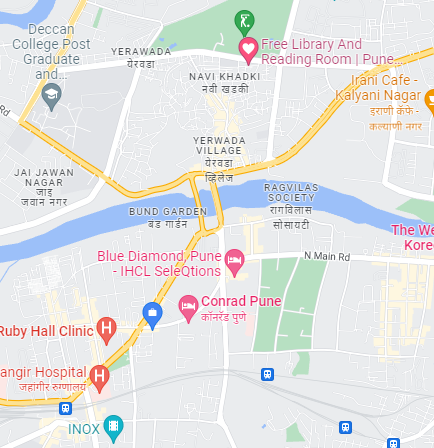 Deccan
College Post
Graduate
and...
YERAWADA
येरवडा
Free Library And
Reading Room | Pune...
NAVI KHADKI
नवी खडकी
Irani Cafe -
Kalyani Nagar
इराणी कॅफे -
कल्याणी नगर
Rd
YERWADA
VILLAGE
येरवडा
व्हिलेज
JAI JAWAN
NAGAR
जाइ
जवान नगर
RAGVILAS
SOCIETY
रागविलास
सोसायटी
BUND GARDEN
बंड गार्डन
The We
Kore
Blue Diamond, Pune
- IHCL SeleQtions
N Main Rd
Conrad Pune
कॉनरॅड पुणे
Ruby Hall Clinic
H
angir Hospital
जहांगीर रुग्णालय
H
INOX